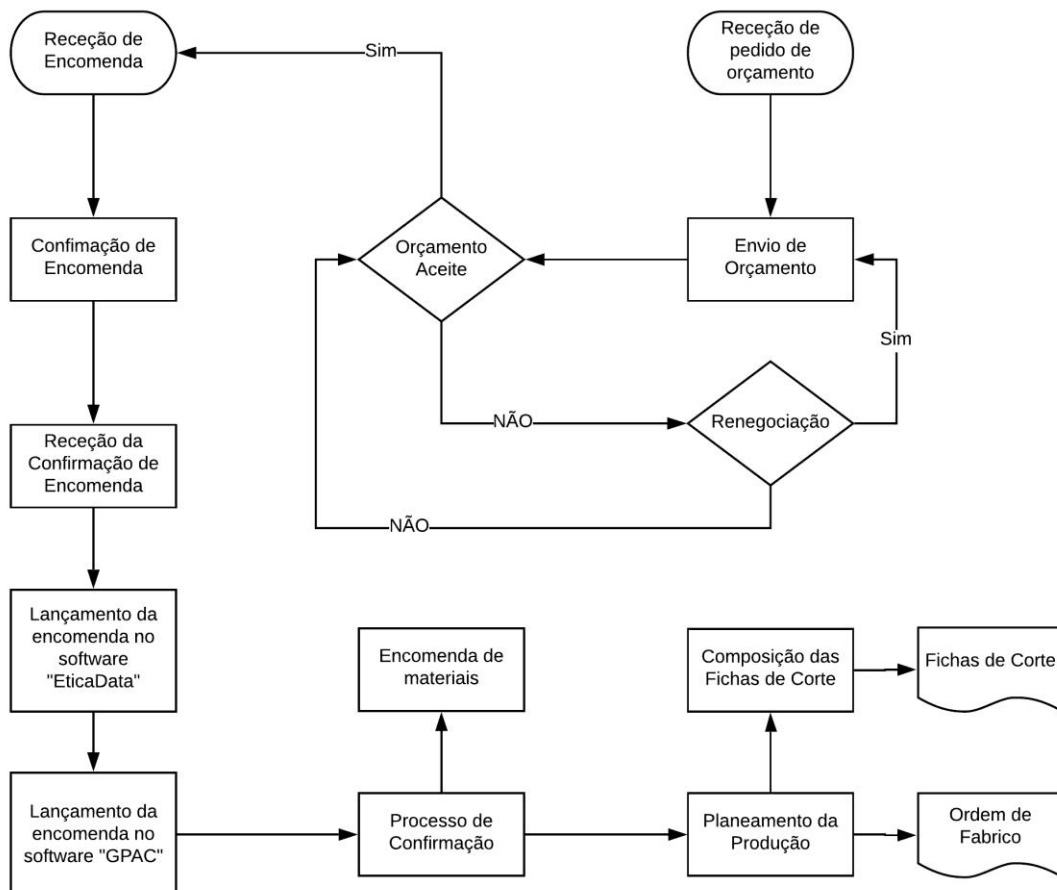 Receção de
Encomenda
Sim
Receção de
pedido de
orçamento
Confimação de
Encomenda
Orçamento
Aceite
Envio de
Orçamento
Sim
NÃO
Renegociação
Receção da
Confirmação de
Encomenda
NÃO
Lançamento da
encomenda no
software
"EticaData"
Encomenda de
materiais
Composição das
Fichas de Corte
Fichas de Corte
Lançamento da
encomenda no
software "GPAC"
Processo de
Confirmação
Planeamento da
Produção
Ordem de
Fabrico